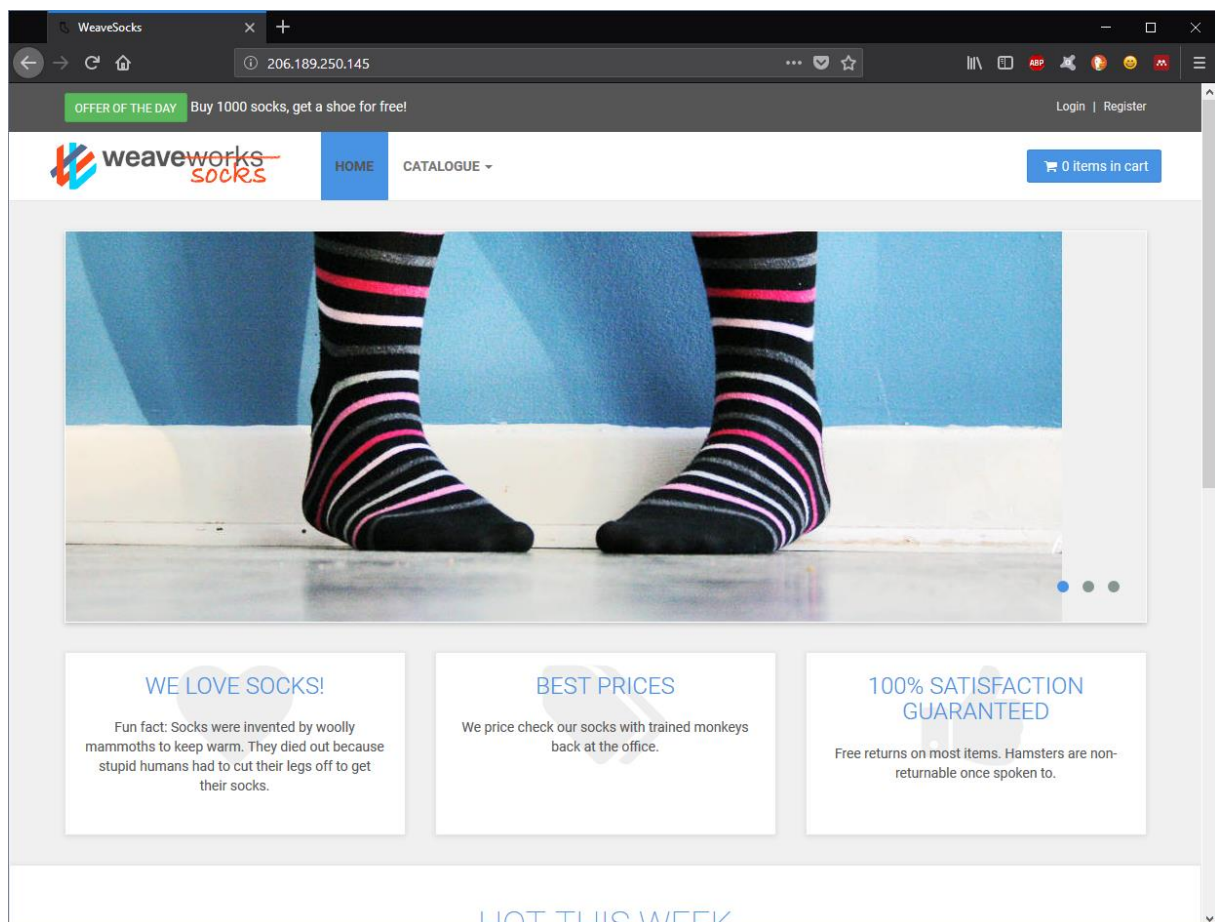 WeaveSocks
206.189.250.145
ABP
OFFER OF THE DAY Buy 1000 socks, get a shoe for free!
Login | Register
weaveworks
socks
HOME
CATALOGUE
0 items in cart
WE LOVE SOCKS!
Fun fact: Socks were invented by woolly
mammoths to keep warm. They died out because
stupid humans had to cut their legs off to get
their socks.
BEST PRICES
We price check our socks with trained monkeys
back at the office.
100% SATISFACTION
GUARANTEED
Free returns on most items. Hamsters are non-
returnable once spoken to.
HOT THIS WEEK